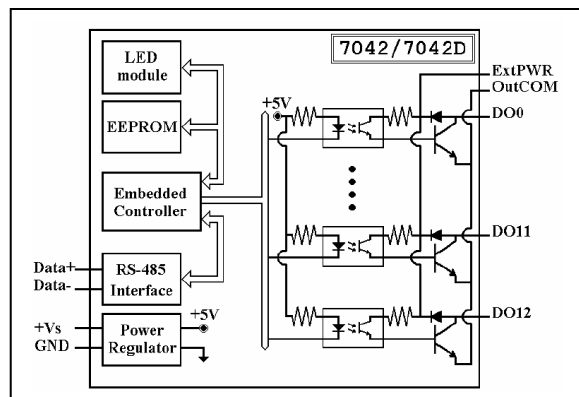 7042/7042D
LED
module
EEPROM
Embedded
Controller
RS-485
Interface
Power
Regulator
Data+
Data-
+Vs
GND
+5V
+5V
ExtPWR
OutCOM
DO0
DO11
DO12